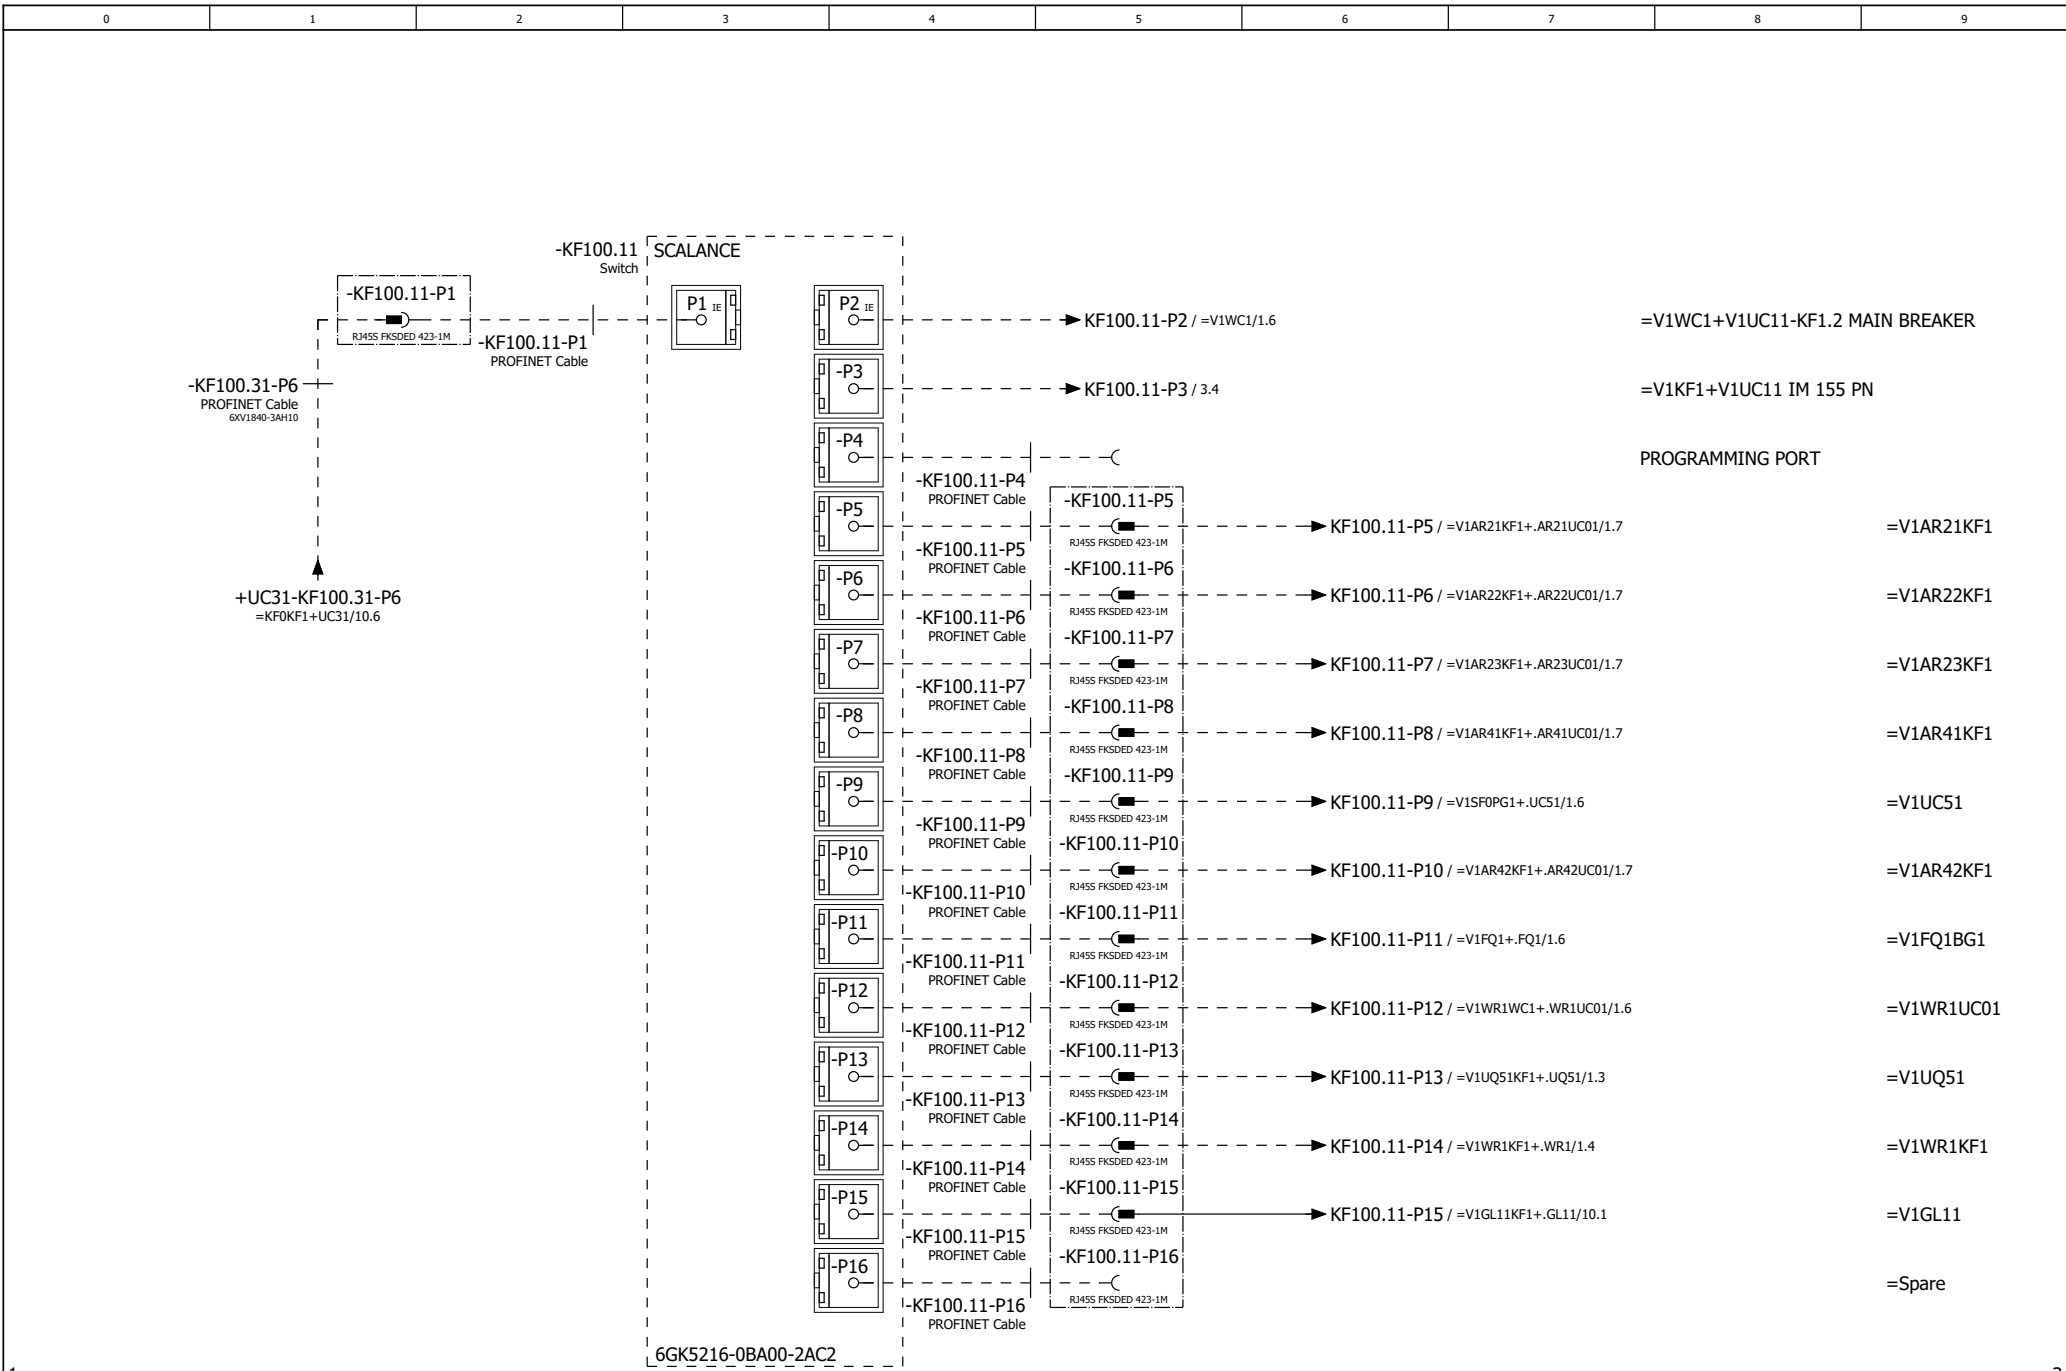 0 1 2 3 4 5 6 7 8 9
-KF100.11 SCALANCE
Switch
-KF100.11-P1
RJ45S FKSDED 423-1M
-KF100.11-P1
PROFINET Cable
-KF100.31-P6
PROFINET Cable
6XV1840-3AH10
+UC31-KF100.31-P6
=KF0KF1+UC31/10.6
P1 IE
P2 IE
KF100.11-P2 / =V1WC1/1.6
=V1WC1+V1UC11-KF1.2 MAIN BREAKER
-P3
KF100.11-P3 / 3.4
=V1KF1+V1UC11 IM 155 PN
-P4
-KF100.11-P4
PROFINET Cable
PROGRAMMING PORT
-P5
-KF100.11-P5
PROFINET Cable
-KF100.11-P5
RJ45S FKSDED 423-1M
KF100.11-P5 / =V1AR21KF1+.AR21UC01/1.7
=V1AR21KF1
-P6
-KF100.11-P6
PROFINET Cable
-KF100.11-P6
RJ45S FKSDED 423-1M
KF100.11-P6 / =V1AR22KF1+.AR22UC01/1.7
=V1AR22KF1
-P7
-KF100.11-P7
PROFINET Cable
-KF100.11-P7
RJ45S FKSDED 423-1M
KF100.11-P7 / =V1AR23KF1+.AR23UC01/1.7
=V1AR23KF1
-P8
-KF100.11-P8
PROFINET Cable
-KF100.11-P8
RJ45S FKSDED 423-1M
KF100.11-P8 / =V1AR41KF1+.AR41UC01/1.7
=V1AR41KF1
-P9
-KF100.11-P9
PROFINET Cable
-KF100.11-P9
RJ45S FKSDED 423-1M
KF100.11-P9 / =V1SF0PG1+.UC51/1.6
=V1UC51
-P10
-KF100.11-P10
PROFINET Cable
-KF100.11-P10
RJ45S FKSDED 423-1M
KF100.11-P10 / =V1AR42KF1+.AR42UC01/1.7
=V1AR42KF1
-P11
-KF100.11-P11
PROFINET Cable
-KF100.11-P11
RJ45S FKSDED 423-1M
KF100.11-P11 / =V1FQ1+.FQ1/1.6
=V1FQ1BG1
-P12
-KF100.11-P12
PROFINET Cable
-KF100.11-P12
RJ45S FKSDED 423-1M
KF100.11-P12 / =V1WR1WC1+.WR1UC01/1.6
=V1WR1UC01
-P13
-KF100.11-P13
PROFINET Cable
-KF100.11-P13
RJ45S FKSDED 423-1M
KF100.11-P13 / =V1UQ51KF1+.UQ51/1.3
=V1UQ51
-P14
-KF100.11-P14
PROFINET Cable
-KF100.11-P14
RJ45S FKSDED 423-1M
KF100.11-P14 / =V1WR1KF1+.WR1/1.4
=V1WR1KF1
-P15
-KF100.11-P15
PROFINET Cable
-KF100.11-P15
RJ45S FKSDED 423-1M
KF100.11-P15 / =V1GL11KF1+.GL11/10.1
=V1GL11
-P16
-KF100.11-P16
PROFINET Cable
-KF100.11-P16
RJ45S FKSDED 423-1M
=Spare
6GK5216-0BA00-2AC2